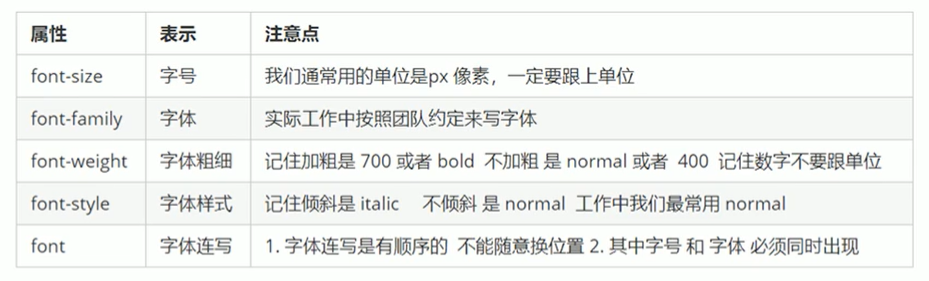 属性 表示 注意点
font-size 字号 我们通常用的单位是px 像素，一定要跟上单位
font-family 字体 实际工作中按照团队约定来写字体
font-weight 字体粗细 记住加粗是 700 或者 bold 不加粗 是 normal 或者 400 记住数字不要跟单位
font-style 字体样式 记住倾斜是 italic 不倾斜 是 normal 工作中我们最常用 normal
font 字体连写 1. 字体连写是有顺序的 不能随意换位置 2. 其中字号 和 字体 必须同时出现